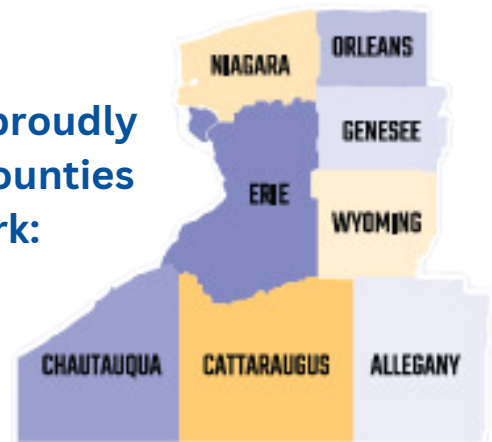 proudly
ounties
rk:
NIAGARA
ORLEANS
GENESEE
ERIE
WYOMING
CHAUTAUQUA
CATTARAUGUS
ALLEGANY